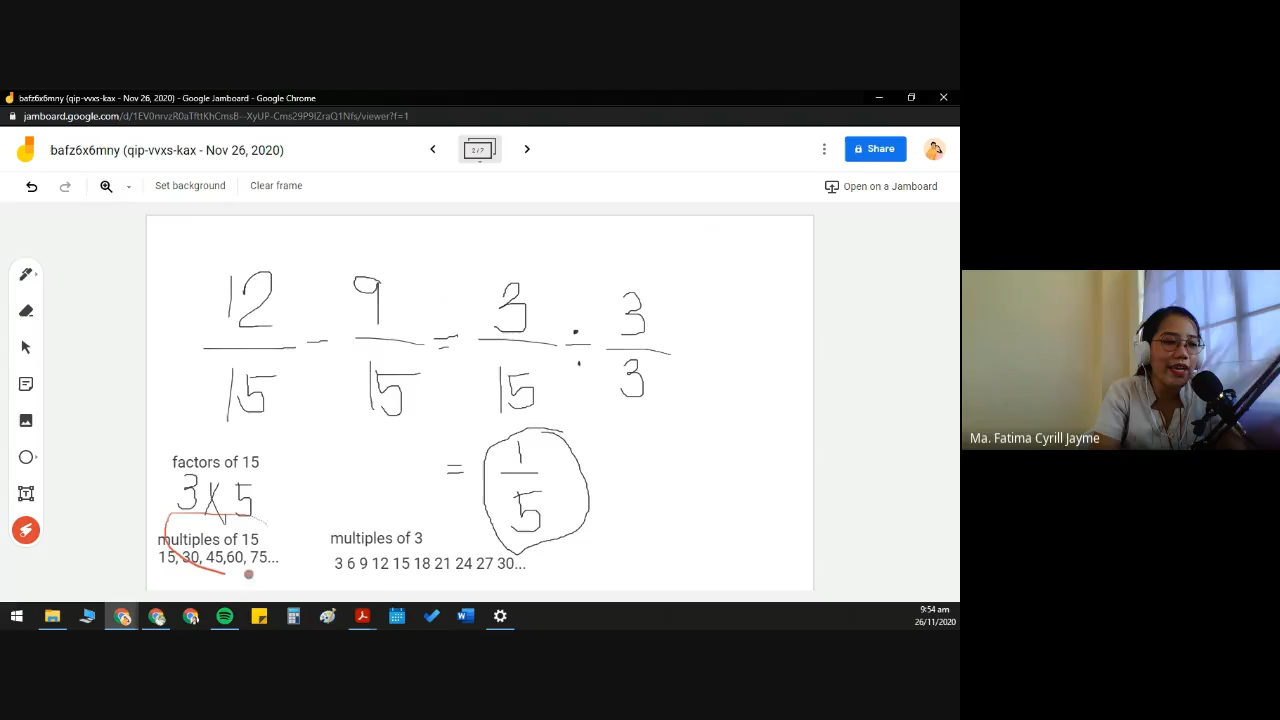 bafz6x6mny (qip-vvxs-kax - Nov 26, 2020) - Google Jamboard - Google Chrome
bafz6x6mny (qip-vvxs-kax - Nov 26, 2020)
2/7
Share
Set background
Clear frame
Open on a Jamboard
12/15 - 9/15 = 3/15 ÷ 3/3
= 1/5
factors of 15
3 X 5
multiples of 15
15, 30, 45,60, 75...
multiples of 3
3 6 9 12 15 18 21 24 27 30...
Ma. Fatima Cyrill Jayme
9:54 am
26/11/2020